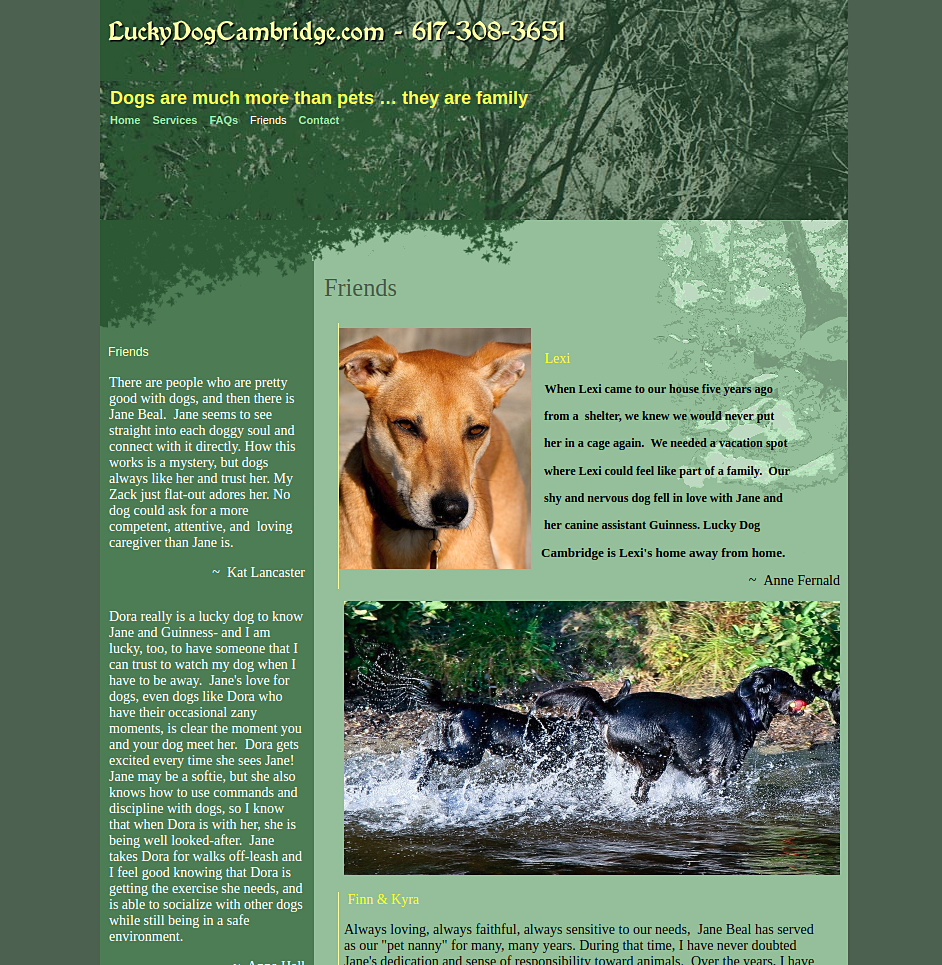 LuckyDogCambridge.com - 617-308-3651
Dogs are much more than pets ... they are family
Home Services FAQs Friends Contact
Friends
There are people who are pretty
good with dogs, and then there is
Jane Beal.  Jane seems to see
straight into each doggy soul and
connect with it directly. How this
works is a mystery, but dogs
always like her and trust her. My
Zack just flat-out adores her. No
dog could ask for a more
competent, attentive, and  loving
caregiver than Jane is.
~  Kat Lancaster
Dora really is a lucky dog to know
Jane and Guinness- and I am
lucky, too, to have someone that I
can trust to watch my dog when I
have to be away.  Jane's love for
dogs, even dogs like Dora who
have their occasional zany
moments, is clear the moment you
and your dog meet her.  Dora gets
excited every time she sees Jane!
Jane may be a softie, but she also
knows how to use commands and
discipline with dogs, so I know
that when Dora is with her, she is
being well looked-after.  Jane
takes Dora for walks off-leash and
I feel good knowing that Dora is
getting the exercise she needs, and
is able to socialize with other dogs
while still being in a safe
environment.
Friends
Lexi
When Lexi came to our house five years ago
from a  shelter, we knew we would never put
her in a cage again.  We needed a vacation spot
where Lexi could feel like part of a family.  Our
shy and nervous dog fell in love with Jane and
her canine assistant Guinness. Lucky Dog
Cambridge is Lexi's home away from home.
~  Anne Fernald
Finn & Kyra
Always loving, always faithful, always sensitive to our needs,  Jane Beal has served
as our "pet nanny" for many, many years. During that time, I have never doubted
Jane's dedication and sense of responsibility toward animals.  Over the years, I have